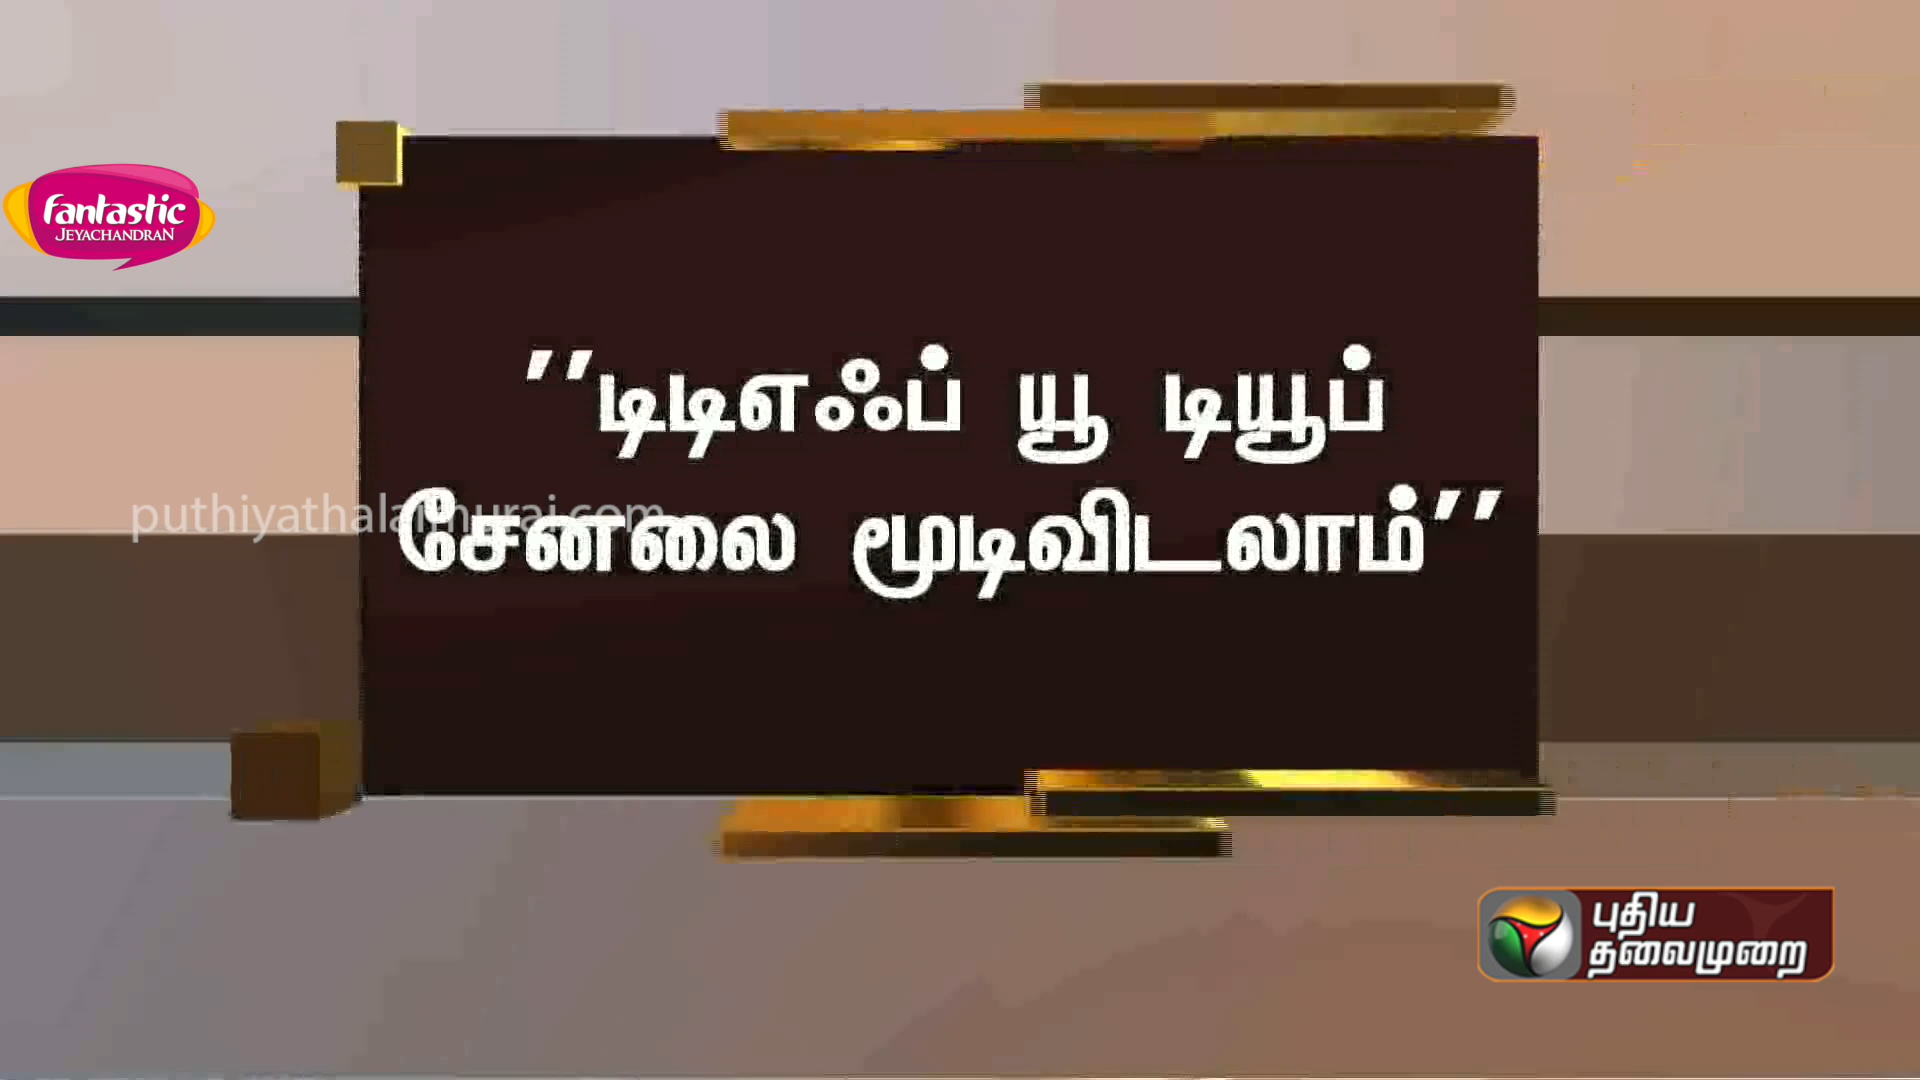 fantastic
JEYACHANDRAN
’’டிடிஎஃப் யூ டியூப்
சேனலை மூடிவிடலாம்’’
puthiyathalaimurai.com
புதிய
தலைமுறை